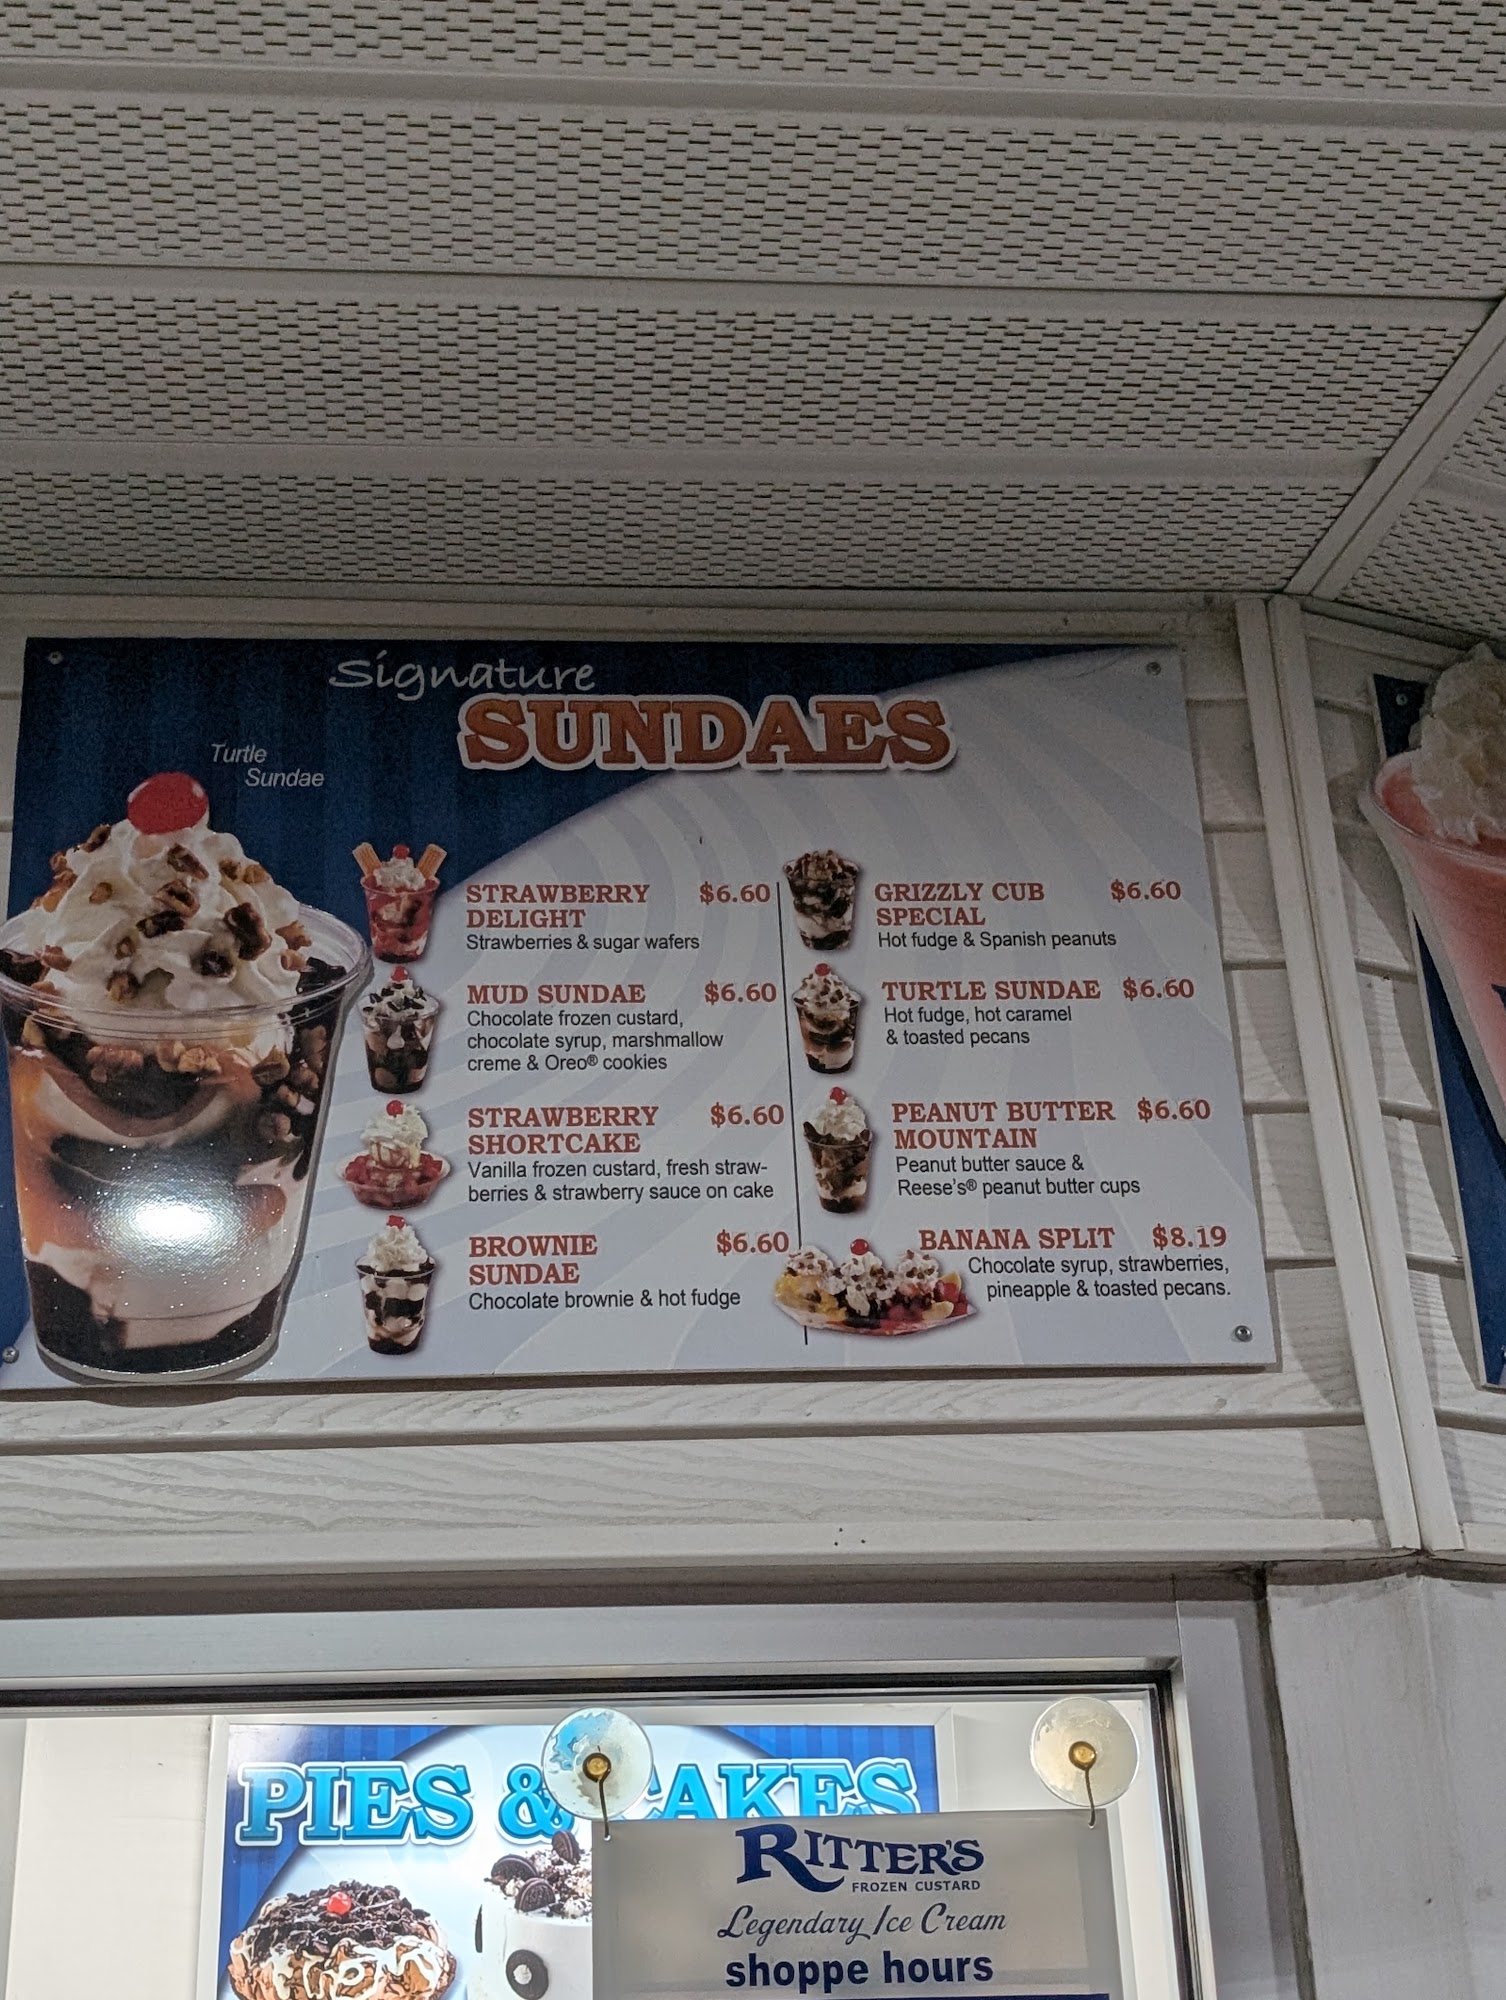 Signature
SUNDAES
Turtle
Sundae
STRAWBERRY $6.60
DELIGHT
Strawberries & sugar wafers
MUD SUNDAE $6.60
Chocolate frozen custard,
chocolate syrup, marshmallow
creme & Oreo® cookies
STRAWBERRY $6.60
SHORTCAKE
Vanilla frozen custard, fresh straw-
berries & strawberry sauce on cake
BROWNIE $6.60
SUNDAE
Chocolate brownie & hot fudge
GRIZZLY CUB $6.60
SPECIAL
Hot fudge & Spanish peanuts
TURTLE SUNDAE $6.60
Hot fudge, hot caramel
& toasted pecans
PEANUT BUTTER $6.60
MOUNTAIN
Peanut butter sauce &
Reese's® peanut butter cups
BANANA SPLIT $8.19
Chocolate syrup, strawberries,
pineapple & toasted pecans.
PIES & CAKES
RITTER'S
FROZEN CUSTARD
Legendary Ice Cream
shoppe hours